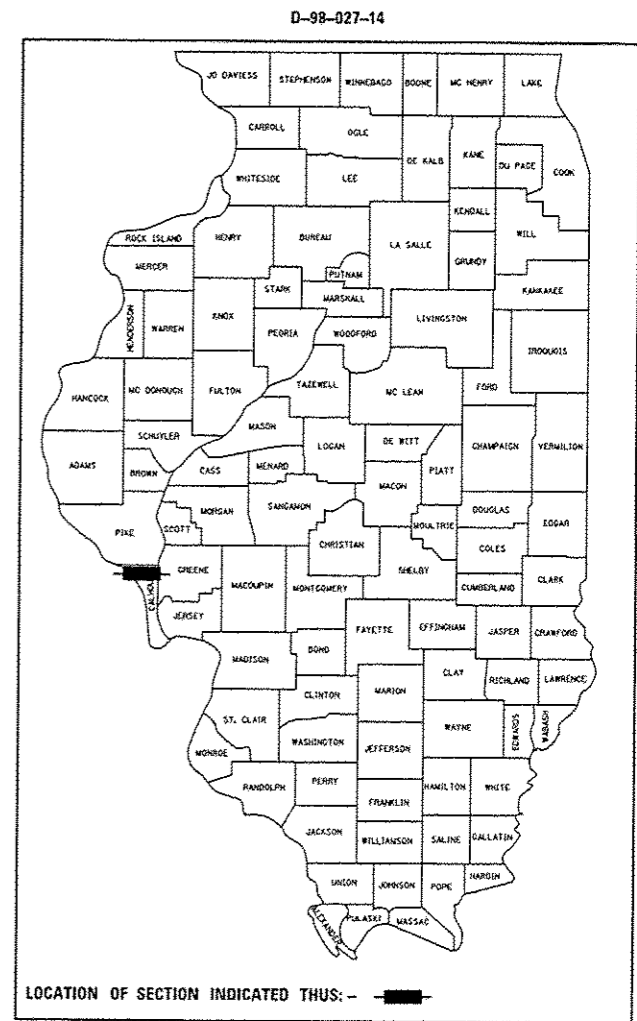 D-98-027-14
JO DAVIESS STEPHENSON WINNEBAGO BOONE MC HENRY LAKE
CARROLL OGLE
DE KALB KANE DU PAGE COOK
WHITESIDE LEE
KENDALL
ROCK ISLAND HENRY BUREAU LA SALLE WILL
MERCER GRUNDY
PUTNAM
STARK MARSHALL KANKAKEE
HENDERSON WARREN KNOX PEORIA WOODFORD LIVINGSTON
IROQUOIS
HANCOCK MC DONOUGH FULTON TAZEWELL MC LEAN FORD
MASON
SCHUYLER LOGAN DE WITT CHAMPAIGN VERMILION
ADAMS BROWN CASS MENARD PIATT
MACON
MORGAN SANGAMON DOUGLAS
PIKE SCOTT MOULTRIE EDGAR
CHRISTIAN COLES
GREENE MACOUPIN SHELBY
CALHOUN MONTGOMERY CUMBERLAND CLARK
JERSEY
FAYETTE EFFINGHAM JASPER CRAWFORD
MADISON BOND
CLAY RICHLAND LAWRENCE
CLINTON MARION
ST. CLAIR WAYNE EDWARDS WABASH
MONROE WASHINGTON JEFFERSON
RANDOLPH PERRY HAMILTON WHITE
FRANKLIN
JACKSON WILLIAMSON SALINE GALLATIN
UNION JOHNSON POPE HARDIN
ALEXANDER PULASKI MASSAC
LOCATION OF SECTION INDICATED THUS: -